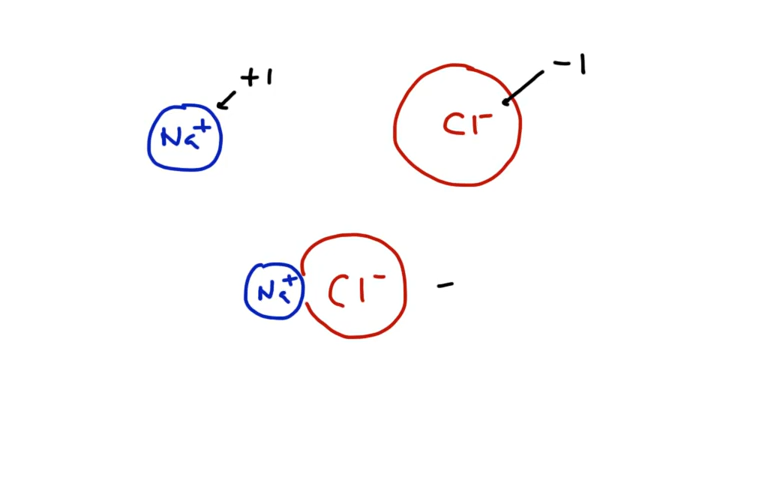 +1
-1
Na+
Cl-
Na+ Cl- -